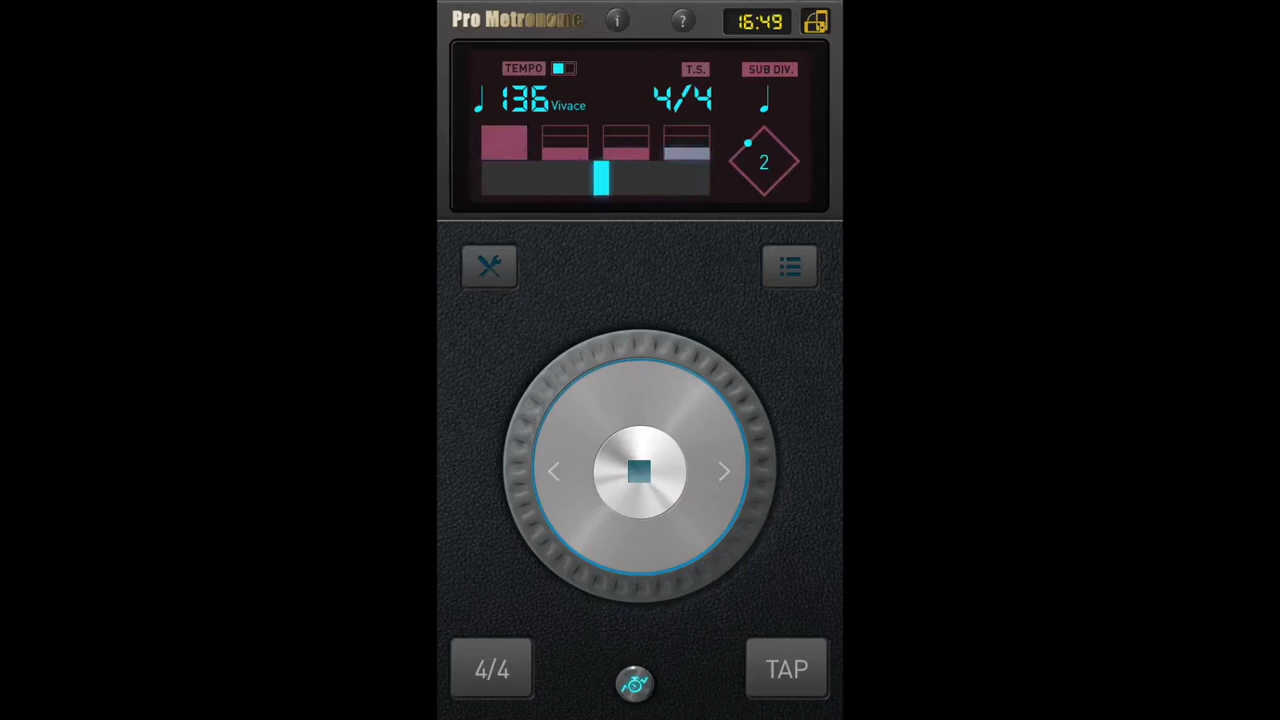 Pro Metronome
i
?
16:49
TEMPO
T.S.
SUB DIV.
136 Vivace
4/4
2
4/4
TAP